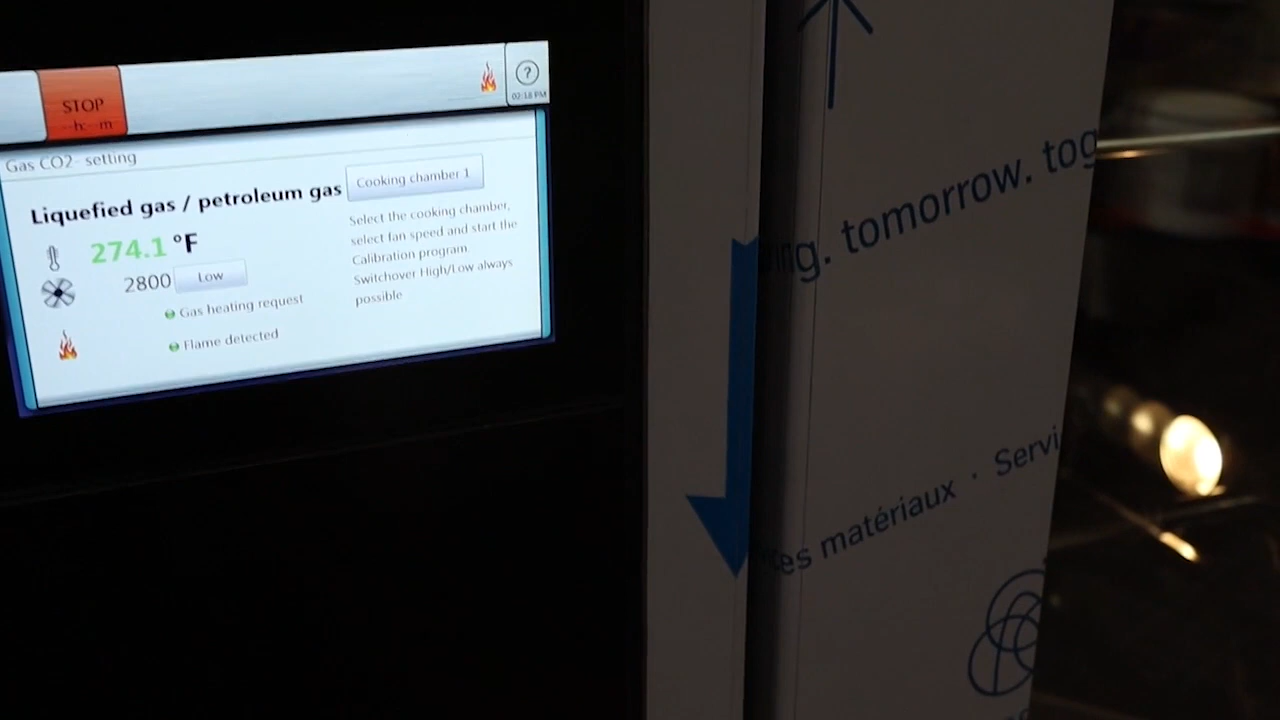 STOP
--h:--m
?
02:18 PM
Gas CO2- setting
Liquefied gas / petroleum gas
Cooking chamber 1
274.1 °F
2800
Low
Gas heating request
Flame detected
Select the cooking chamber,
select fan speed and start the
Calibration program
Switchover High/Low always
possible
tomorrow. tog
matériaux · Servi